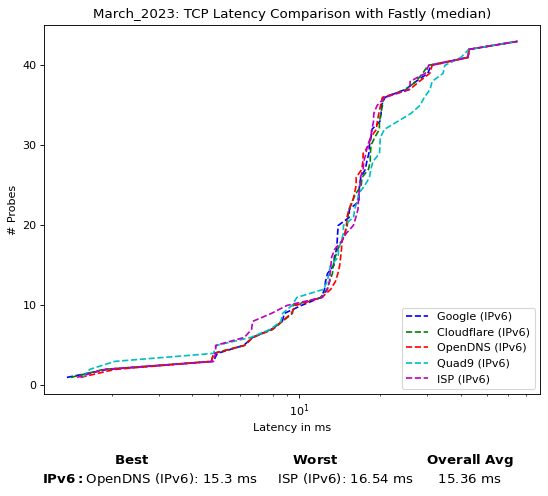 March_2023: TCP Latency Comparison with Fastly (median)
# Probes
40
30
20
10
0
Google (IPv6)
Cloudflare (IPv6)
OpenDNS (IPv6)
Quad9 (IPv6)
ISP (IPv6)
10¹
Latency in ms
Best Worst Overall Avg
IPv6: OpenDNS (IPv6): 15.3 ms ISP (IPv6): 16.54 ms 15.36 ms